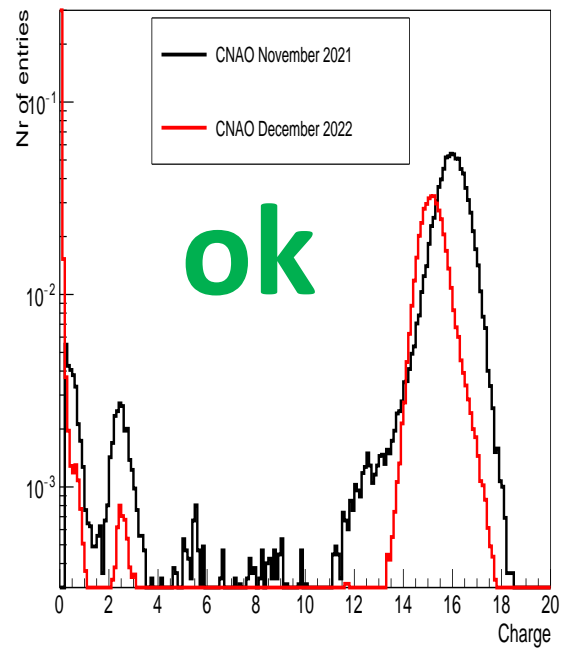 Nr of entries
CNAO November 2021
CNAO December 2022
ok
10⁻¹
10⁻²
10⁻³
0 2 4 6 8 10 12 14 16 18 20
Charge